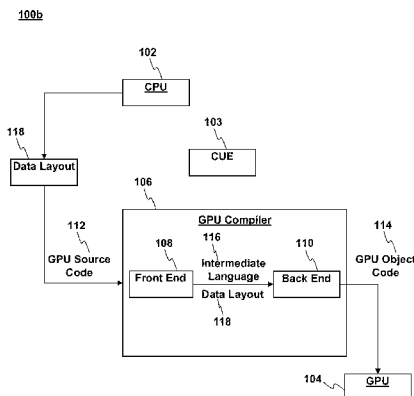 100b
102
CPU
103
CUE
118
Data Layout
106
GPU Compiler
112
GPU Source
Code
108
Front End
116
Intermediate
Language
Data Layout
118
110
Back End
114
GPU Object
Code
104
GPU